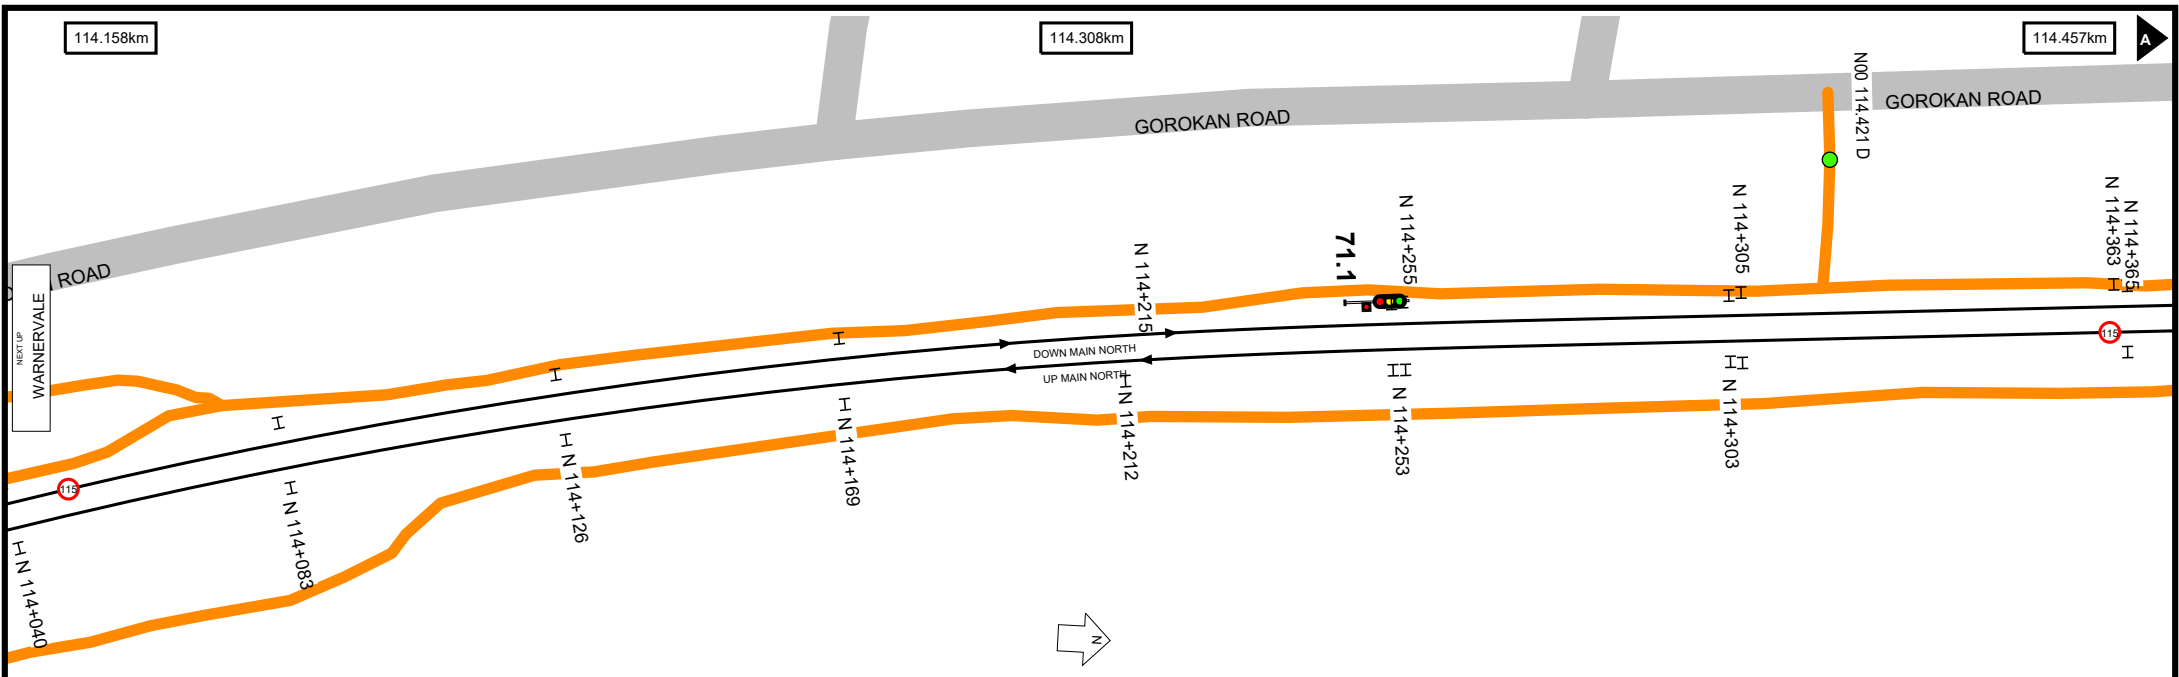 114.158km
114.308km
114.457km
A
N00 114.421 D
GOROKAN ROAD
GOROKAN ROAD
ROAD
NEXT UP
WARNERVALE
71.1
N 114+215
N 114+255
N 114+305
N 114+363
N 114+365
DOWN MAIN NORTH
UP MAIN NORTH
115
115
N 114+040
N 114+083
N 114+126
N 114+169
N 114+212
N 114+253
N 114+303
N